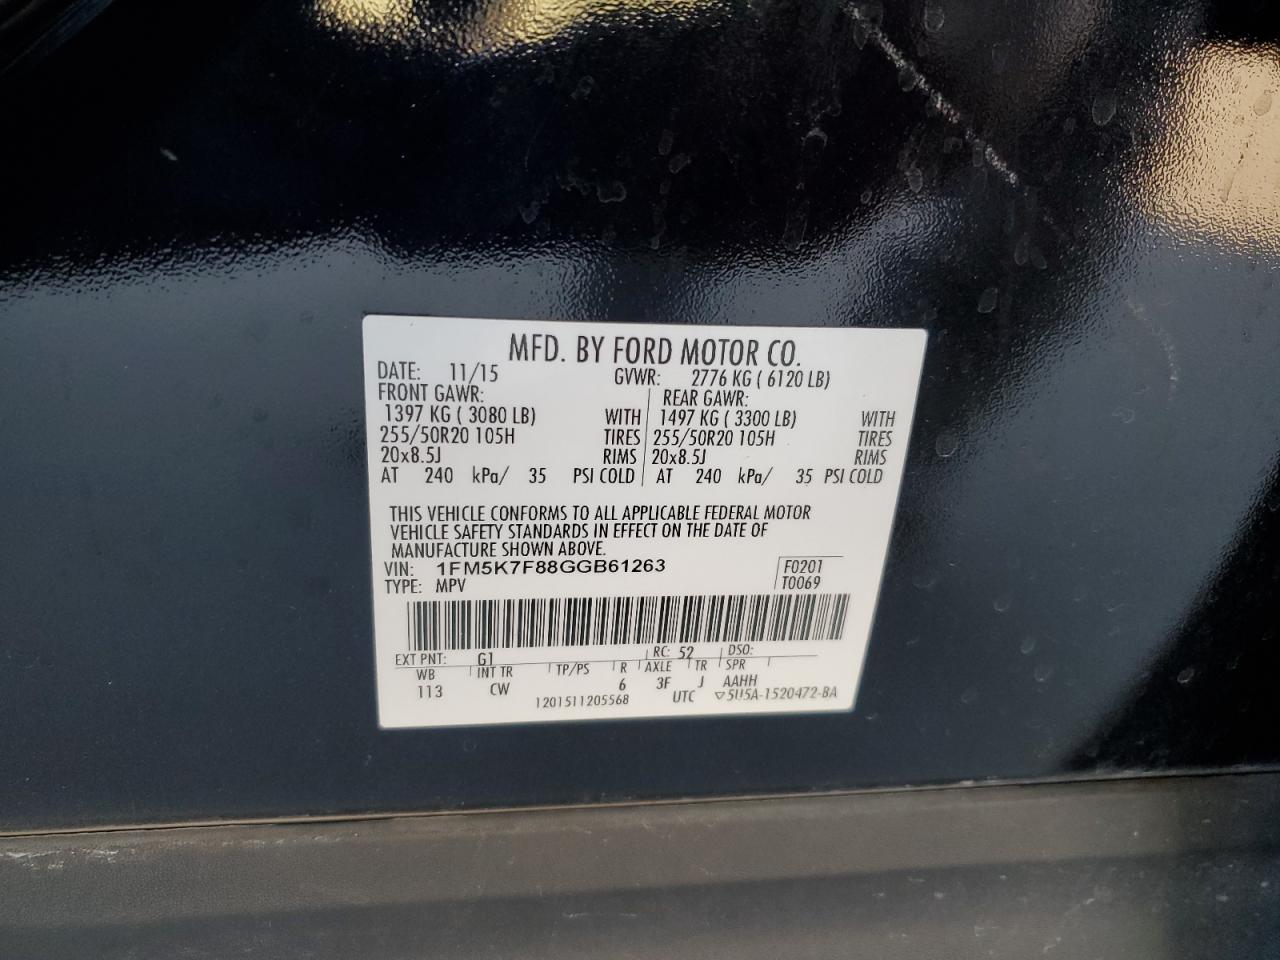 MFD. BY FORD MOTOR CO.
DATE: 11/15 GVWR: 2776 KG ( 6120 LB)
FRONT GAWR: REAR GAWR:
1397 KG ( 3080 LB) WITH 1497 KG ( 3300 LB) WITH
255/50R20 105H TIRES 255/50R20 105H TIRES
20x8.5J RIMS 20x8.5J RIMS
AT 240 kPa/ 35 PSI COLD AT 240 kPa/ 35 PSI COLD
THIS VEHICLE CONFORMS TO ALL APPLICABLE FEDERAL MOTOR
VEHICLE SAFETY STANDARDS IN EFFECT ON THE DATE OF
MANUFACTURE SHOWN ABOVE.
VIN: 1FM5K7F88GGB61263 F0201
TYPE: MPV T0069
EXT PNT: G1 RC: 52 DSO:
WB INT TR TP/PS R AXLE TR SPR
113 CW 6 3F J AAHH
1201511205568 UTC ▽5U5A-1520472-BA